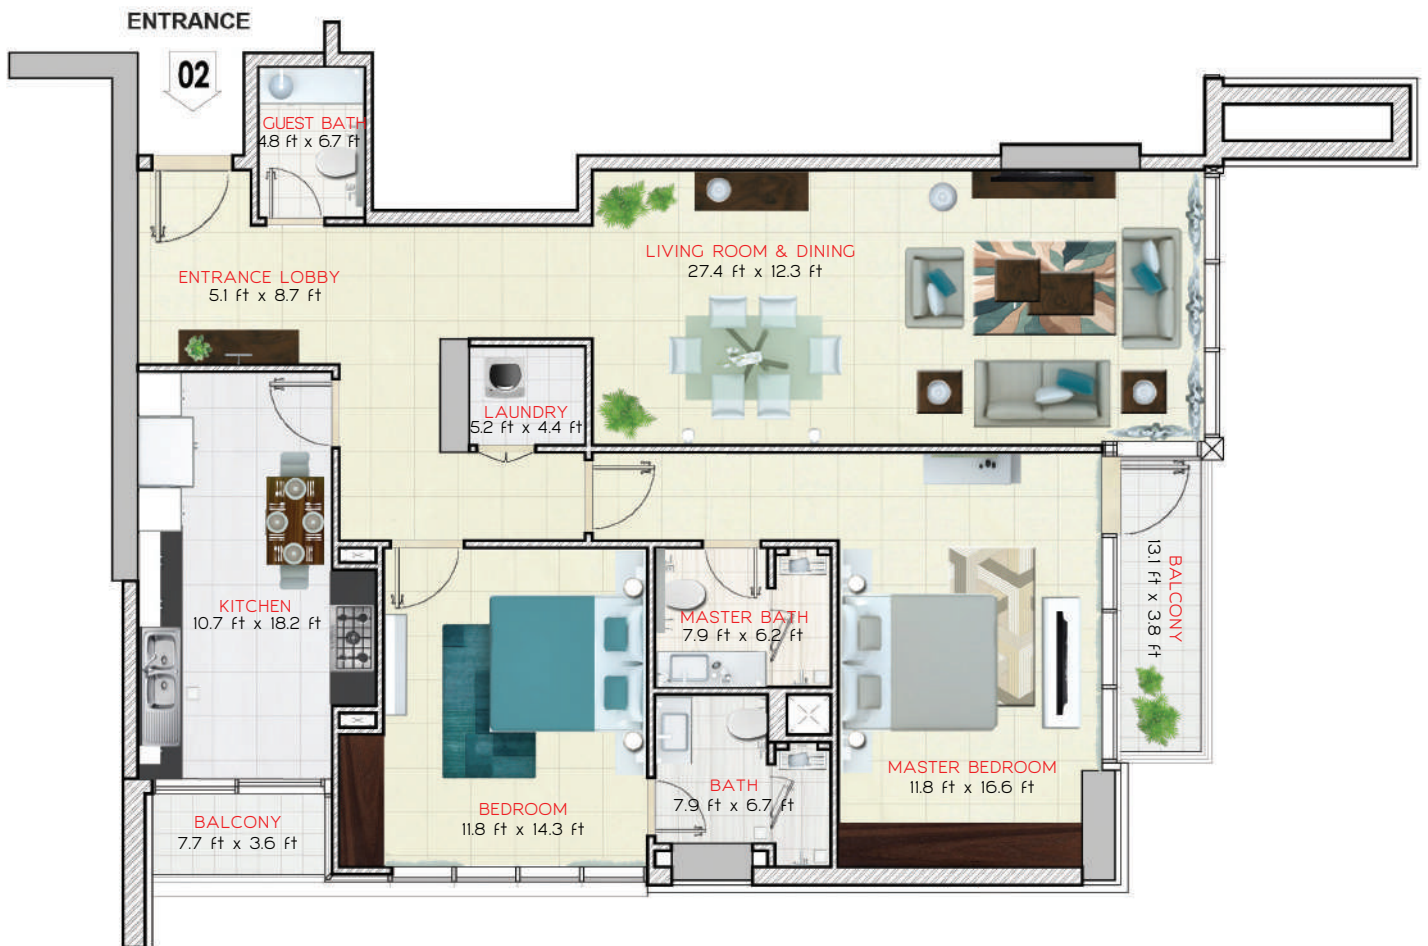 ENTRANCE
02
GUEST BATH
4.8 ft x 6.7 ft
LIVING ROOM & DINING
27.4 ft x 12.3 ft
ENTRANCE LOBBY
5.1 ft x 8.7 ft
LAUNDRY
5.2 ft x 4.4 ft
KITCHEN
10.7 ft x 18.2 ft
MASTER BATH
7.9 ft x 6.2 ft
BALCONY
13.1 ft x 3.8 ft
MASTER BEDROOM
11.8 ft x 16.6 ft
BATH
7.9 ft x 6.7 ft
BEDROOM
11.8 ft x 14.3 ft
BALCONY
7.7 ft x 3.6 ft